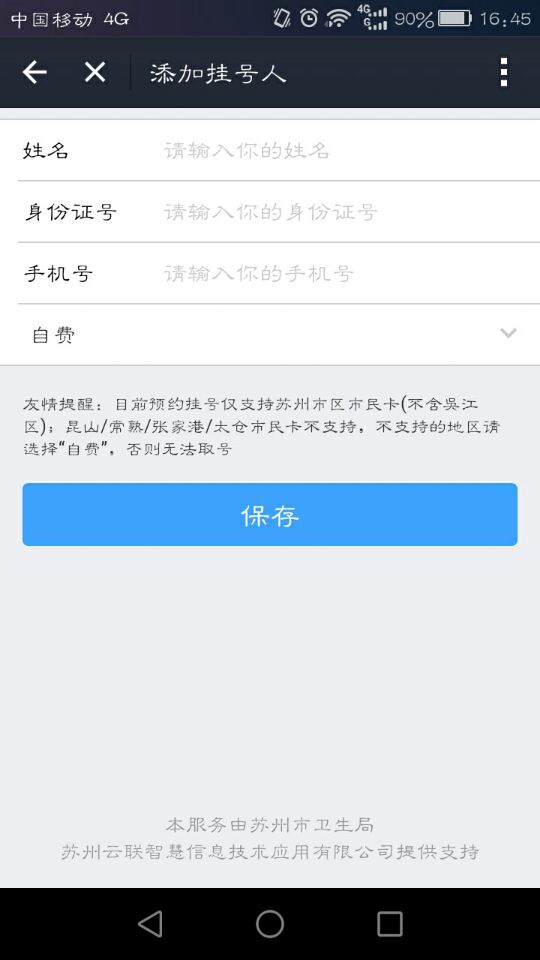 中国移动 4G 4G G 90% 16:45
添加挂号人
姓名 请输入你的姓名
身份证号 请输入你的身份证号
手机号 请输入你的手机号
自费
友情提醒：目前预约挂号仅支持苏州市区市民卡(不含吴江
区)；昆山/常熟/张家港/太仓市民卡不支持，不支持的地区请
选择“自费”，否则无法取号
保存
本服务由苏州市卫生局
苏州云联智慧信息技术应用有限公司提供支持